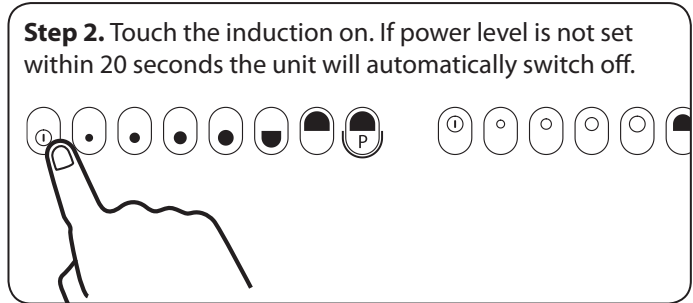 Step 2. Touch the induction on. If power level is not set
within 20 seconds the unit will automatically switch off.
P